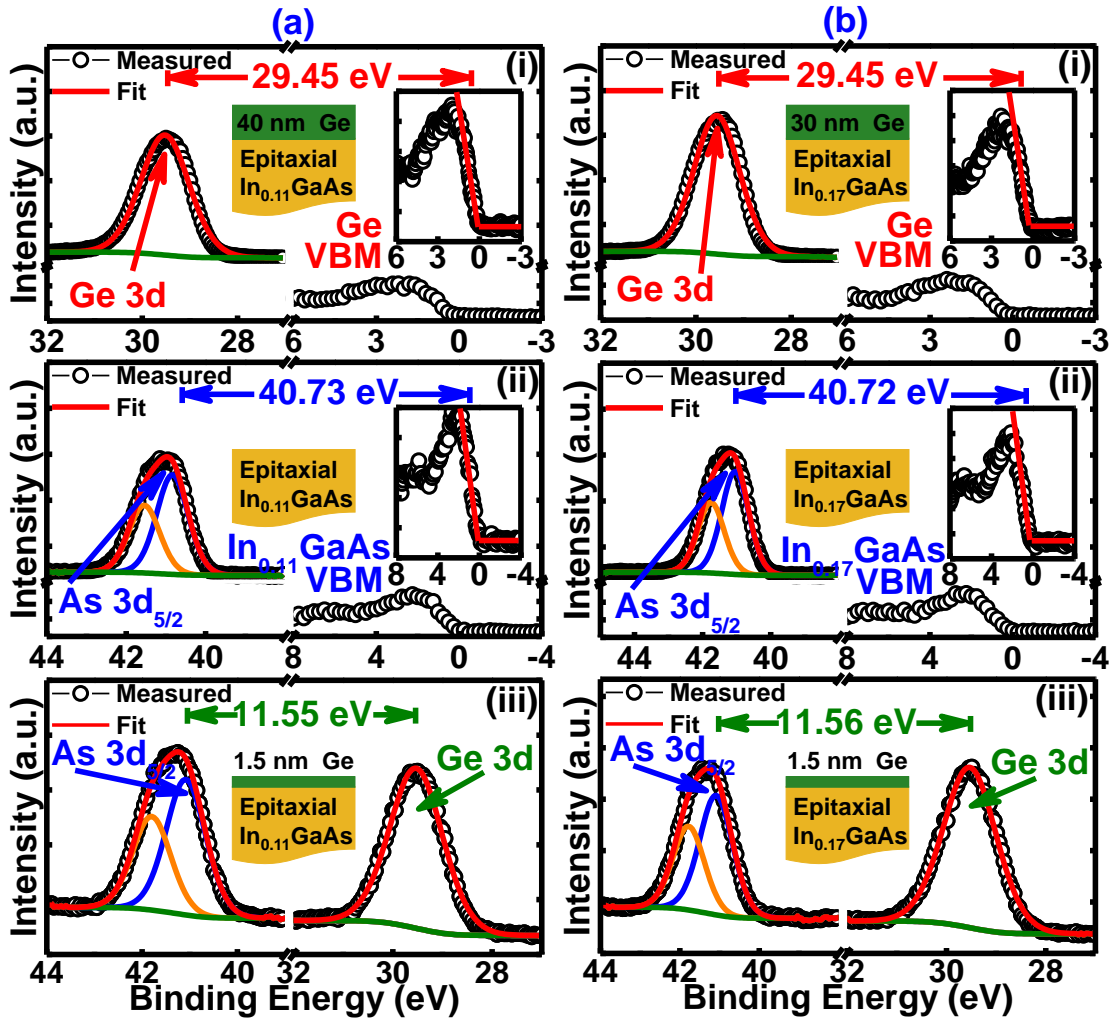 (a)
(b)
Intensity (a.u.)
Measured
Fit
29.45 eV
(i)
40 nm Ge
Epitaxial
In0.11GaAs
Ge 3d
Ge
VBM
6 3 0 -3
32 30 28 6 3 0 -3
Intensity (a.u.)
Measured
Fit
40.73 eV
(ii)
Epitaxial
In0.11GaAs
As 3d5/2
In0.11GaAs
VBM
8 4 0 -4
44 42 40 8 4 0 -4
Intensity (a.u.)
Measured
Fit
11.55 eV
(iii)
As 3d5/2
1.5 nm Ge
Epitaxial
In0.11GaAs
Ge 3d
44 42 40 32 30 28
Binding Energy (eV)
Intensity (a.u.)
Measured
Fit
29.45 eV
(i)
30 nm Ge
Epitaxial
In0.17GaAs
Ge 3d
Ge
VBM
6 3 0 -3
32 30 28 6 3 0 -3
Intensity (a.u.)
Measured
Fit
40.72 eV
(ii)
Epitaxial
In0.17GaAs
As 3d5/2
In0.17GaAs
VBM
8 4 0 -4
44 42 40 8 4 0 -4
Intensity (a.u.)
Measured
Fit
11.56 eV
(iii)
As 3d5/2
1.5 nm Ge
Epitaxial
In0.17GaAs
Ge 3d
44 42 40 32 30 28
Binding Energy (eV)